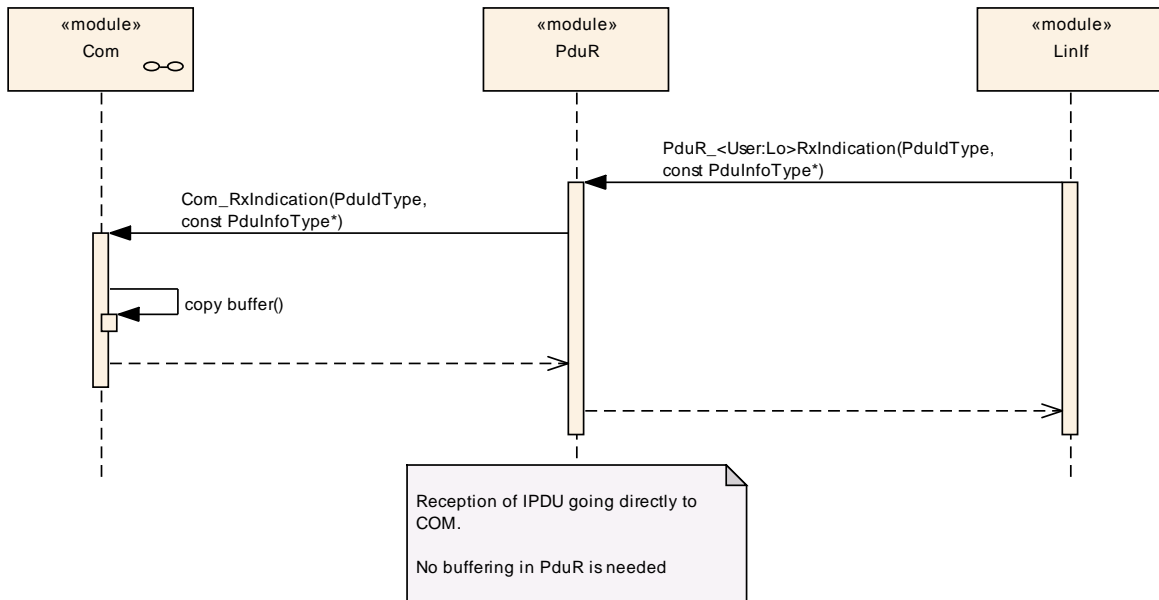 «module»
Com
«module»
PduR
«module»
LinIf
PduR_<User:Lo>RxIndication(PduIdType,
const PduInfoType*)
Com_RxIndication(PduIdType,
const PduInfoType*)
copy buffer()
Reception of IPDU going directly to
COM.
No buffering in PduR is needed